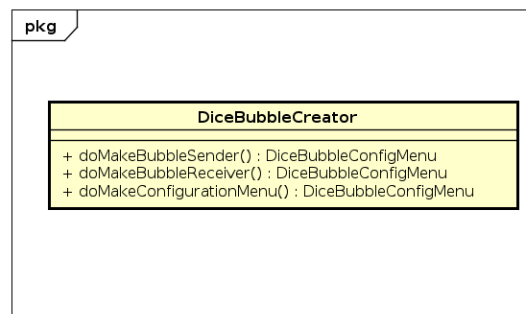 pkg
DiceBubbleCreator
+ doMakeBubbleSender() : DiceBubbleConfigMenu
+ doMakeBubbleReceiver() : DiceBubbleConfigMenu
+ doMakeConfigurationMenu() : DiceBubbleConfigMenu